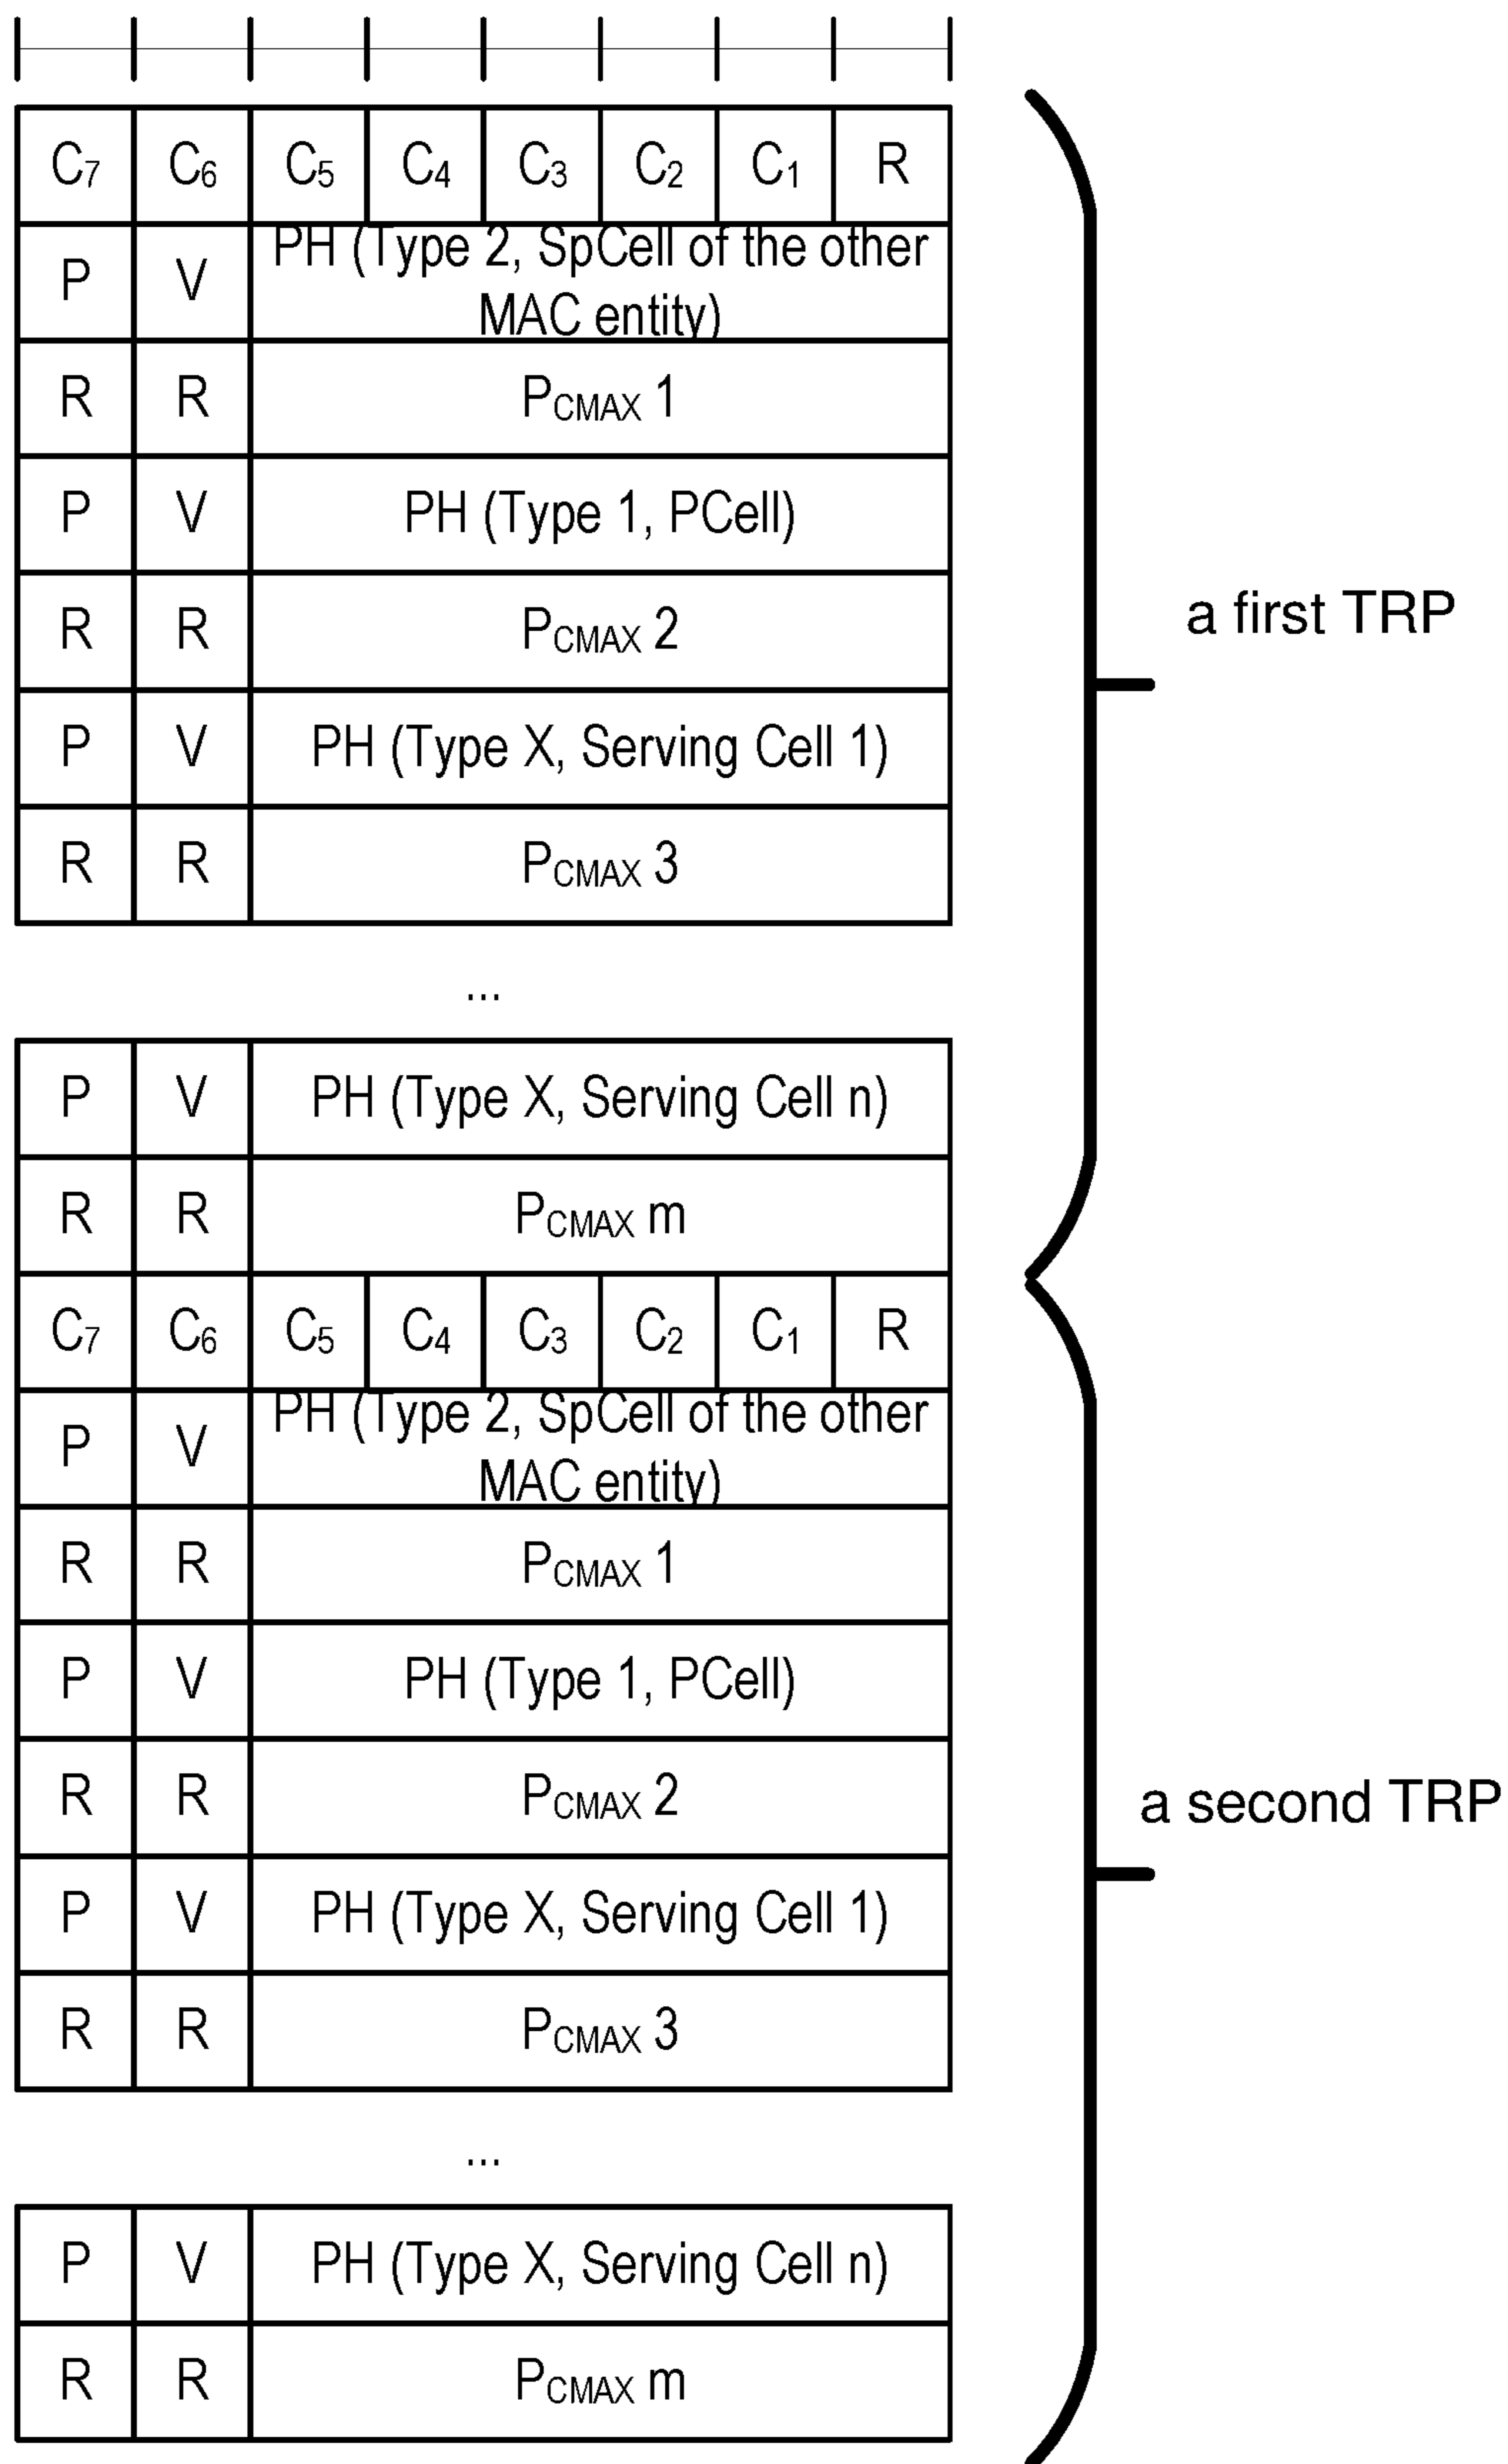 C7 C6 C5 C4 C3 C2 C1 R
P V PH (Type 2, SpCell of the other
MAC entity)
R R PCMAX 1
P V PH (Type 1, PCell)
R R PCMAX 2
P V PH (Type X, Serving Cell 1)
R R PCMAX 3
...
P V PH (Type X, Serving Cell n)
R R PCMAX m
a first TRP
C7 C6 C5 C4 C3 C2 C1 R
P V PH (Type 2, SpCell of the other
MAC entity)
R R PCMAX 1
P V PH (Type 1, PCell)
R R PCMAX 2
P V PH (Type X, Serving Cell 1)
R R PCMAX 3
...
P V PH (Type X, Serving Cell n)
R R PCMAX m
a second TRP